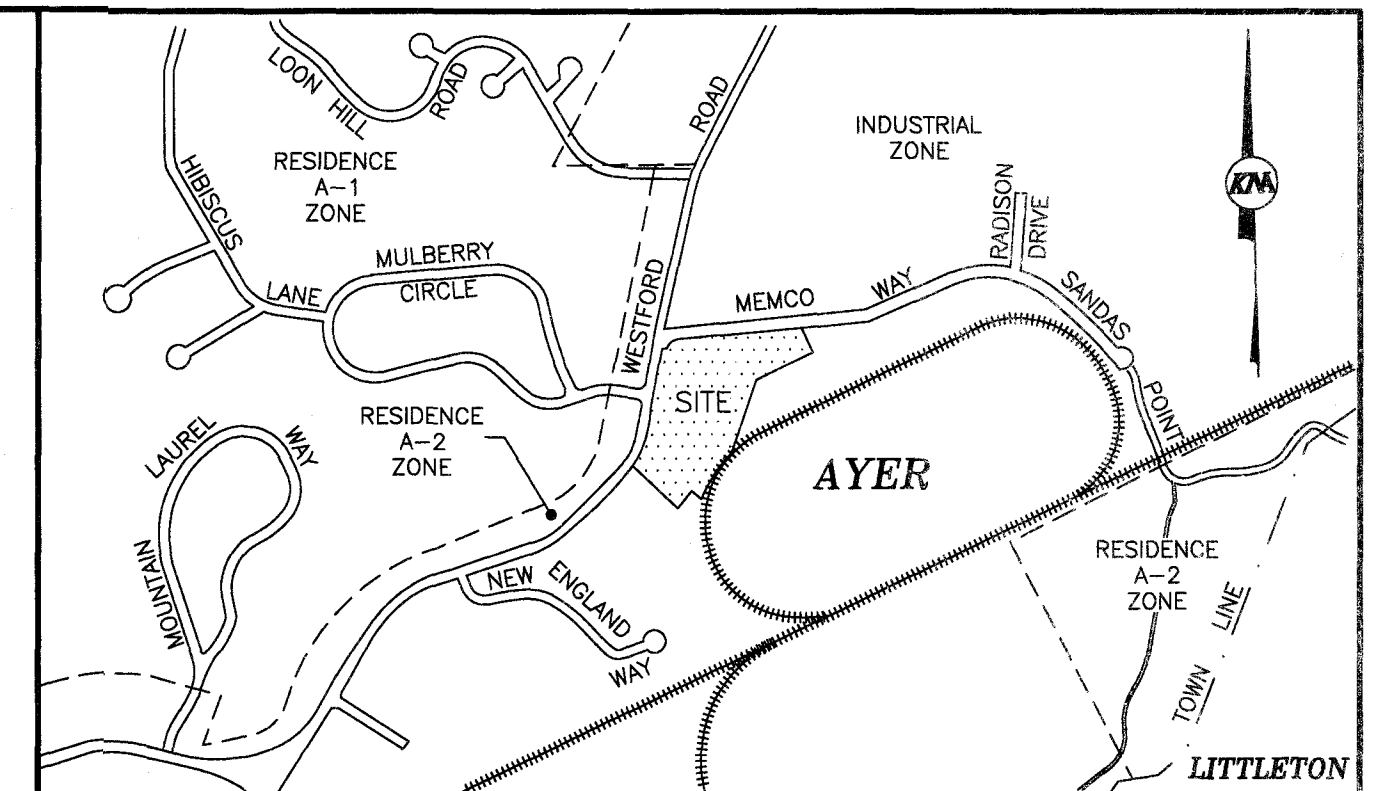 LOON HILL ROAD
ROAD
INDUSTRIAL
ZONE
RESIDENCE
A-1
ZONE
HIBISCUS
LANE
MULBERRY
CIRCLE
WESTFORD
RADISON
DRIVE
KNA
MEMCO
WAY
SANDAS
POINT
SITE
RESIDENCE
A-2
ZONE
LAUREL
WAY
MOUNTAIN
AYER
NEW ENGLAND
WAY
RESIDENCE
A-2
ZONE
TOWN LINE
LITTLETON